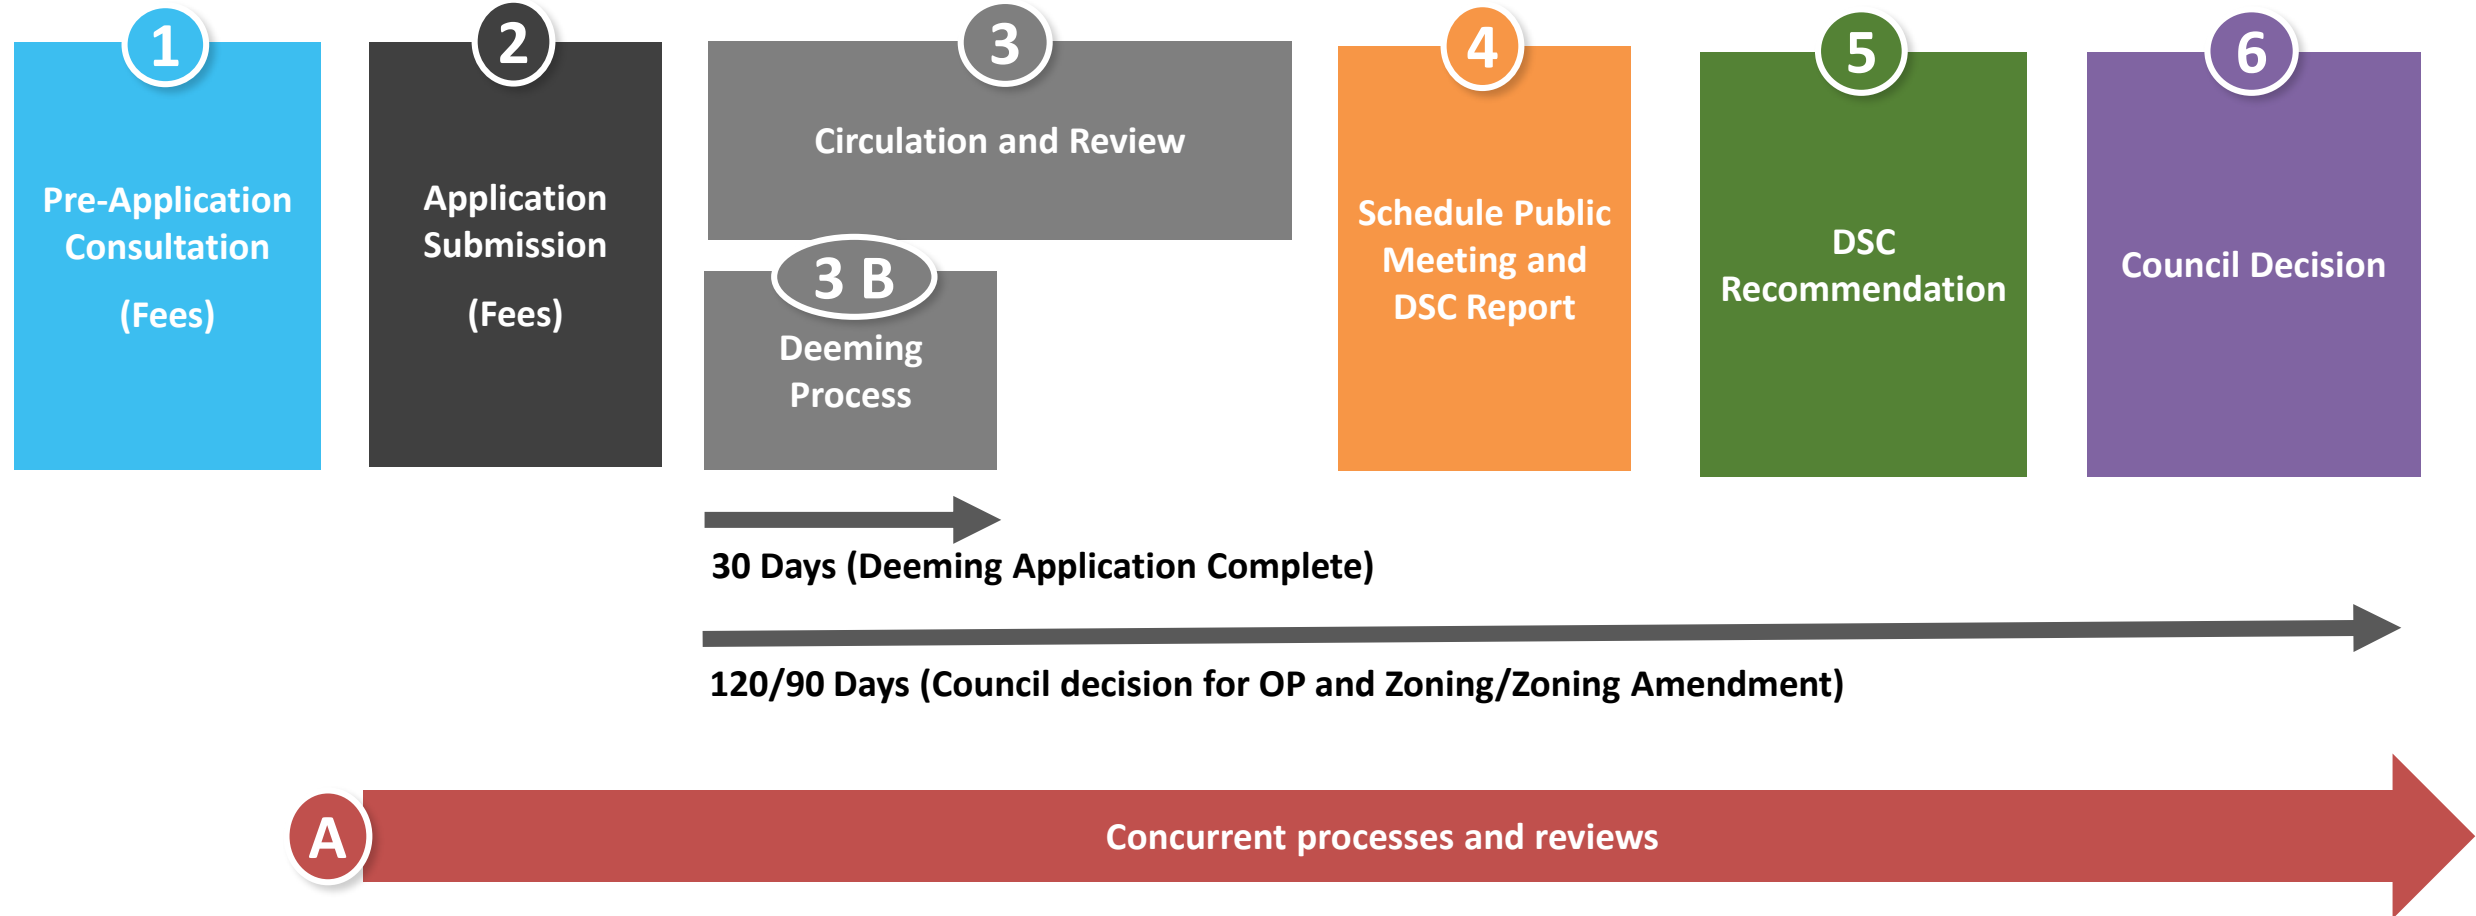 1
Pre-Application
Consultation
(Fees)
2
Application
Submission
(Fees)
3
Circulation and Review
3 B
Deeming
Process
4
Schedule Public
Meeting and
DSC Report
5
DSC
Recommendation
6
Council Decision
30 Days (Deeming Application Complete)
120/90 Days (Council decision for OP and Zoning/Zoning Amendment)
A
Concurrent processes and reviews